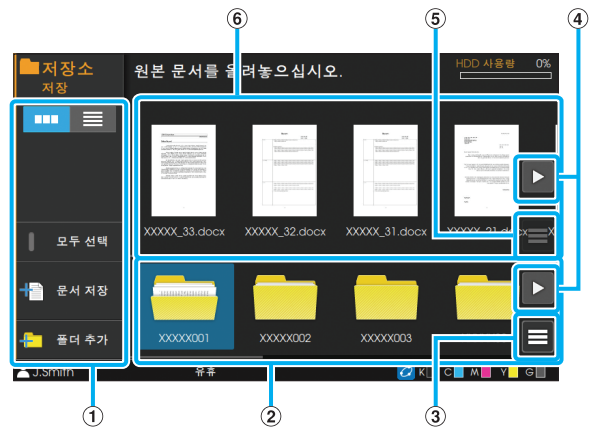 ⑥ ⑤ ④
저장소
저장
원본 문서를 올려놓으십시오.
HDD 사용량 0%
XXXXX_33.docx XXXXX_32.docx XXXXX_31.docx XXXXX_21.docx X
모두 선택
문서 저장
폴더 추가
XXXXX001 XXXXX002 XXXXX003
J.Smith 유휴 K C M Y G
① ② ③